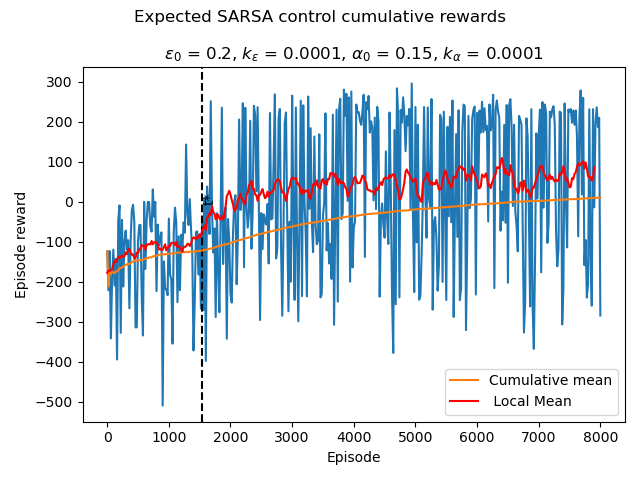 Expected SARSA control cumulative rewards
ε₀ = 0.2, kε = 0.0001, α₀ = 0.15, kα = 0.0001
300
200
100
0
−100
−200
−300
−400
−500
Episode reward
0 1000 2000 3000 4000 5000 6000 7000 8000
Episode
Cumulative mean
Local Mean